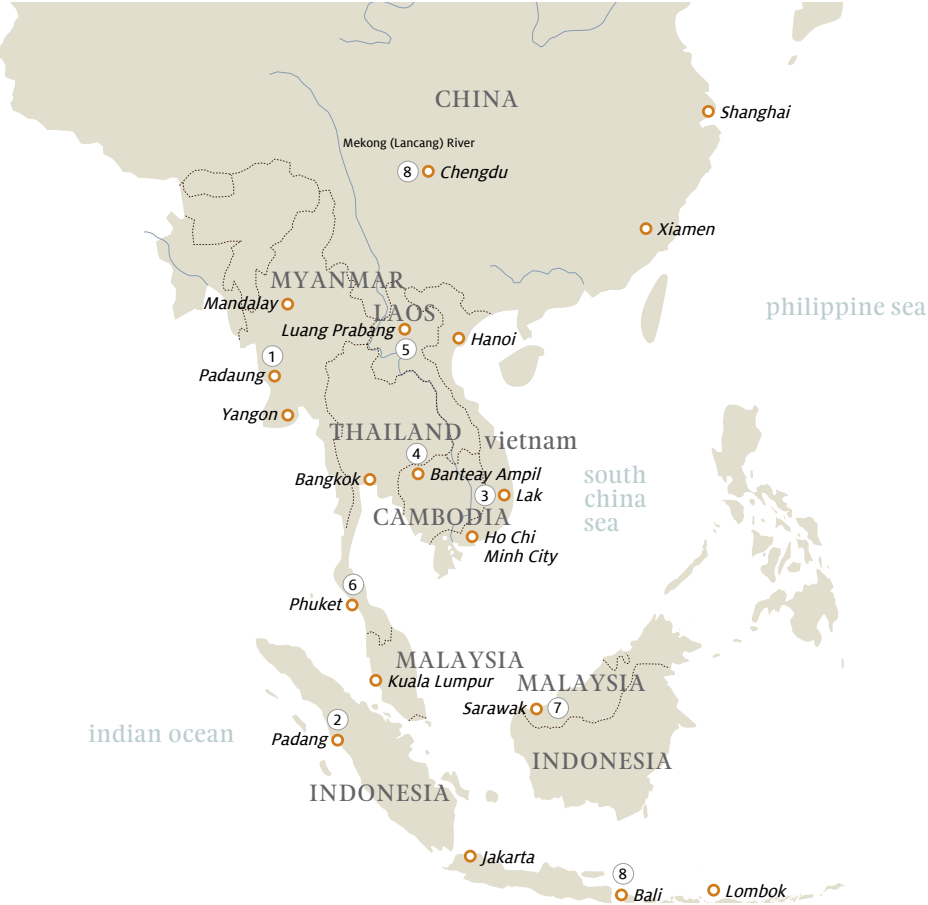 CHINA
Shanghai
Mekong (Lancang) River
8
Chengdu
Xiamen
MYANMAR
Mandalay
philippine sea
LAOS
Luang Prabang
Hanoi
5
1
Padaung
Yangon
THAILAND
vietnam
4
Banteay Ampil
Bangkok
south
china
sea
3
Lak
CAMBODIA
Ho Chi
Minh City
6
Phuket
MALAYSIA
Kuala Lumpur
MALAYSIA
Sarawak
7
2
indian ocean
Padang
INDONESIA
INDONESIA
Jakarta
8
Bali
Lombok